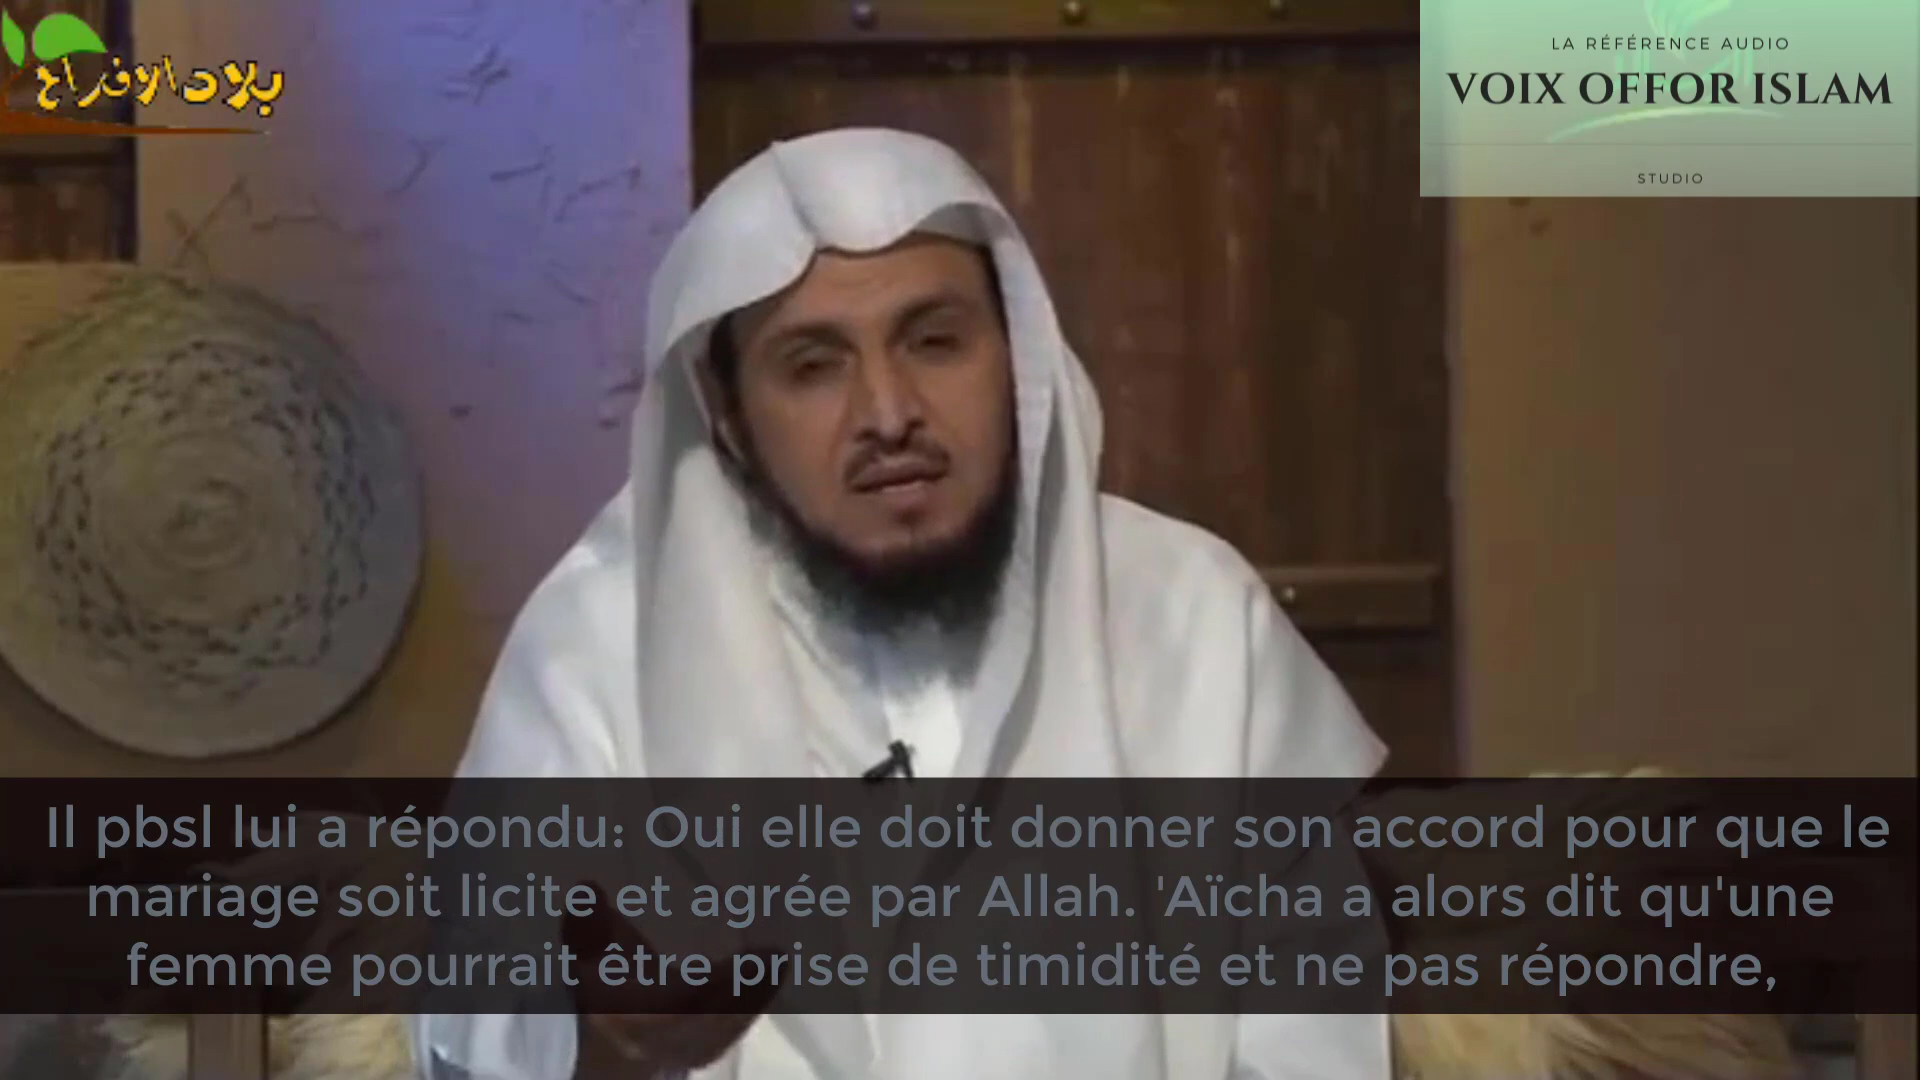 بلاد الافراح
LA RÉFÉRENCE AUDIO
VOIX OFFOR ISLAM
STUDIO
Il pbsl lui a répondu: Oui elle doit donner son accord pour que le
mariage soit licite et agrée par Allah. 'Aïcha a alors dit qu'une
femme pourrait être prise de timidité et ne pas répondre,